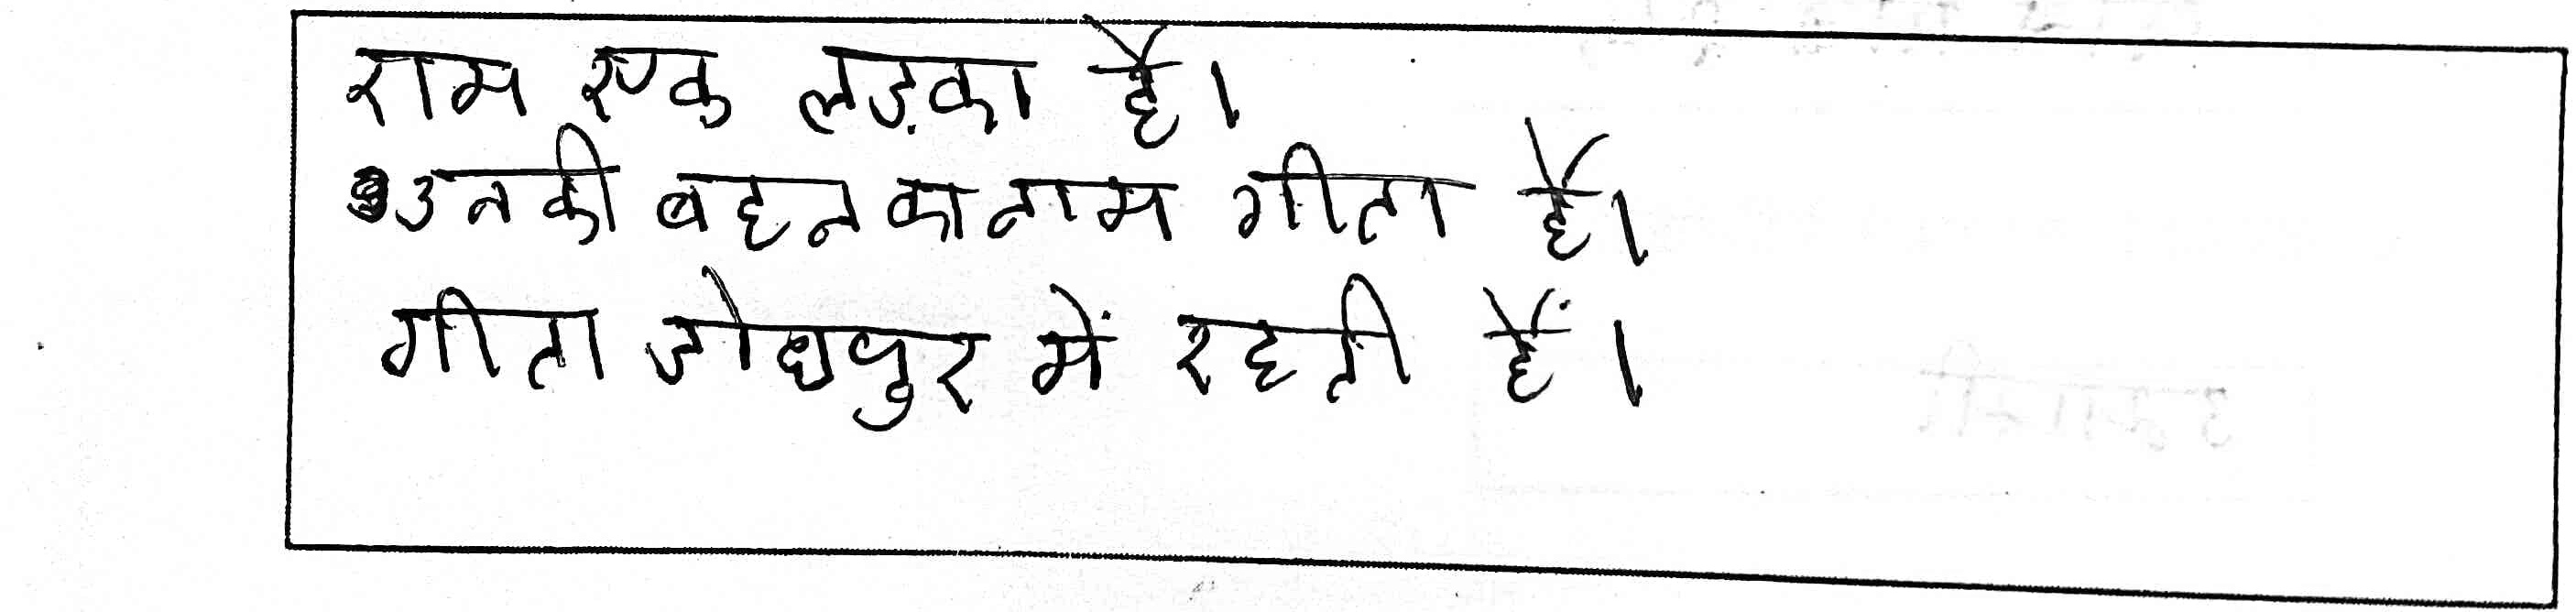 राम एक लड़का है।
उनकी बहन का नाम गीता है।
गीता जोधपुर में रहती हैं।